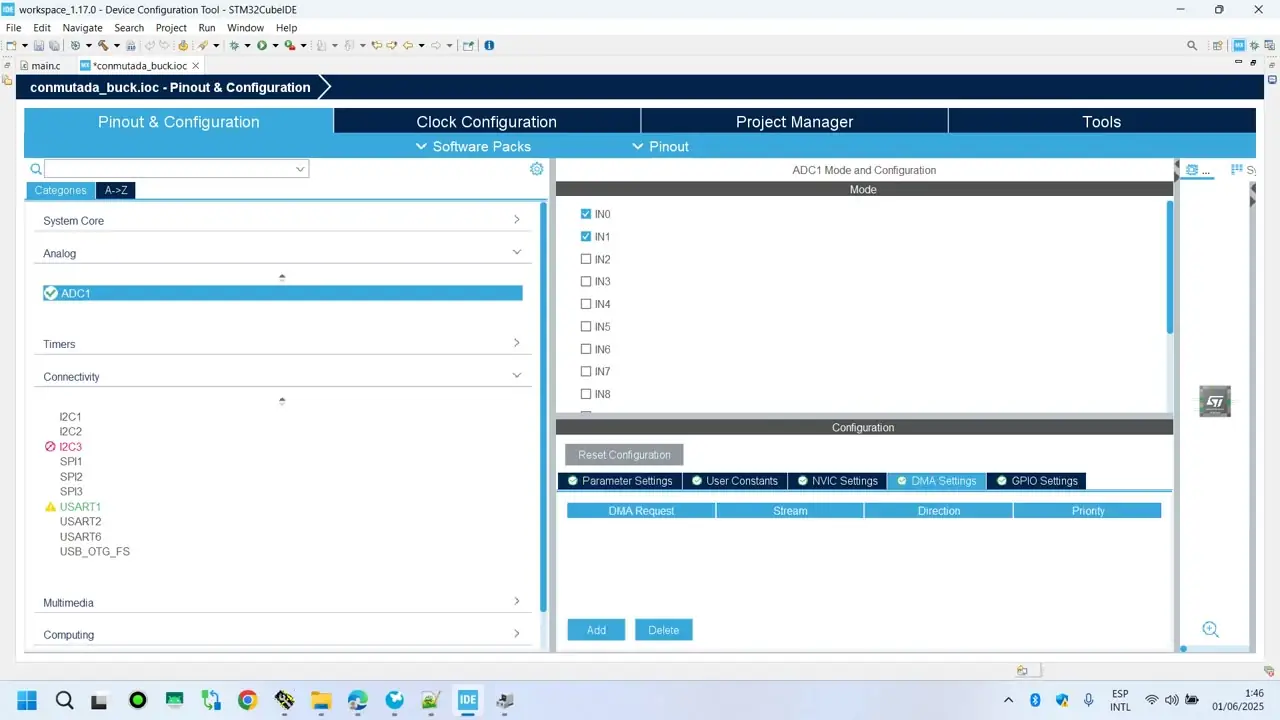 workspace_1.17.0 - Device Configuration Tool - STM32CubeIDE
File Edit Navigate Search Project Run Window Help
main.c *conmutada_buck.ioc
conmutada_buck.ioc - Pinout & Configuration
Pinout & Configuration Clock Configuration Project Manager Tools
Software Packs Pinout
Categories A->Z
System Core
Analog
ADC1
Timers
Connectivity
I2C1
I2C2
I2C3
SPI1
SPI2
SPI3
USART1
USART2
USART6
USB_OTG_FS
Multimedia
Computing
ADC1 Mode and Configuration
Mode
IN0
IN1
IN2
IN3
IN4
IN5
IN6
IN7
IN8
Configuration
Reset Configuration
Parameter Settings User Constants NVIC Settings DMA Settings GPIO Settings
DMA Request Stream Direction Priority
Add Delete
... Sy
ST
IDE
ESP
INTL
1:46
01/06/2025